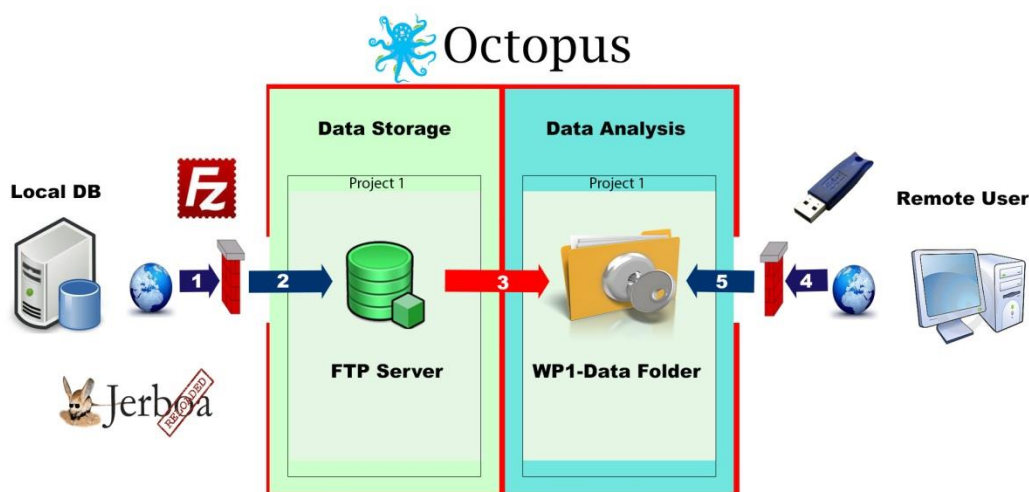 Octopus
Data Storage
Data Analysis
Project 1
Project 1
Local DB
Fz
Remote User
1
2
3
5
4
FTP Server
WP1-Data Folder
Jerboa
RELOADED